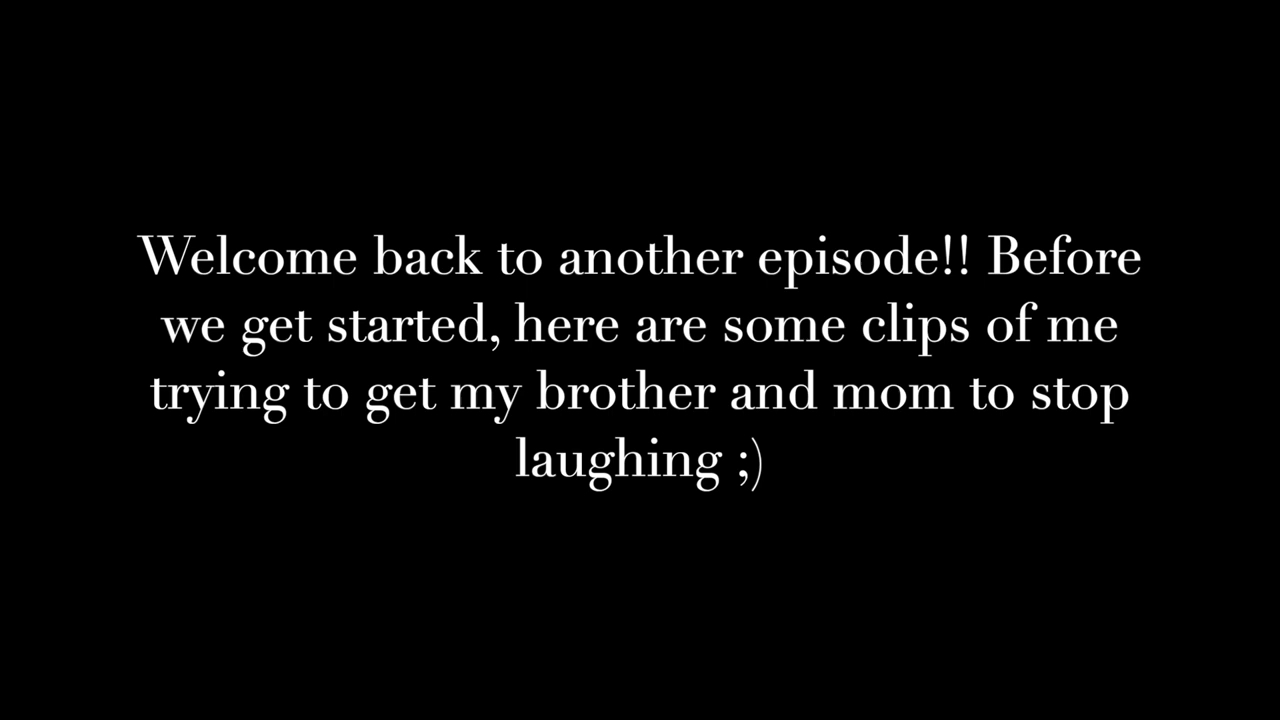 Welcome back to another episode!! Before
we get started, here are some clips of me
trying to get my brother and mom to stop
laughing ;)